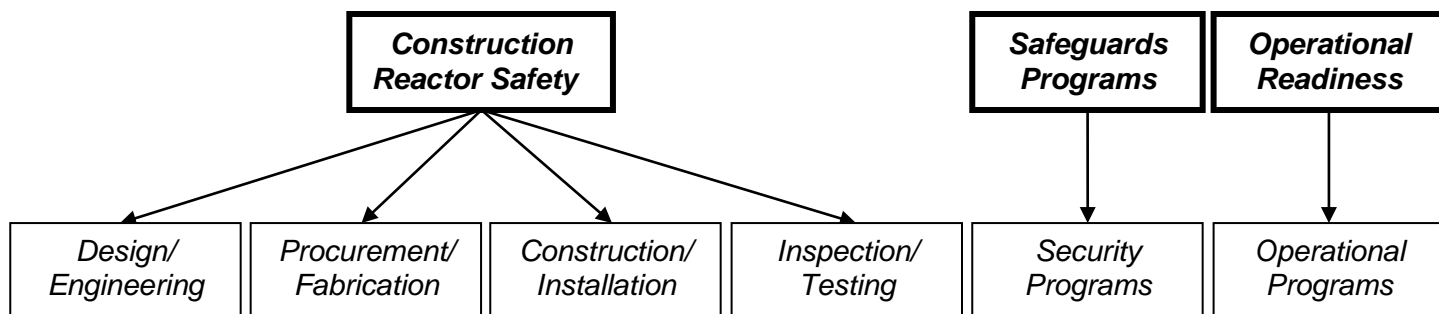 Construction
Reactor Safety
Safeguards
Programs
Operational
Readiness
Design/
Engineering
Procurement/
Fabrication
Construction/
Installation
Inspection/
Testing
Security
Programs
Operational
Programs